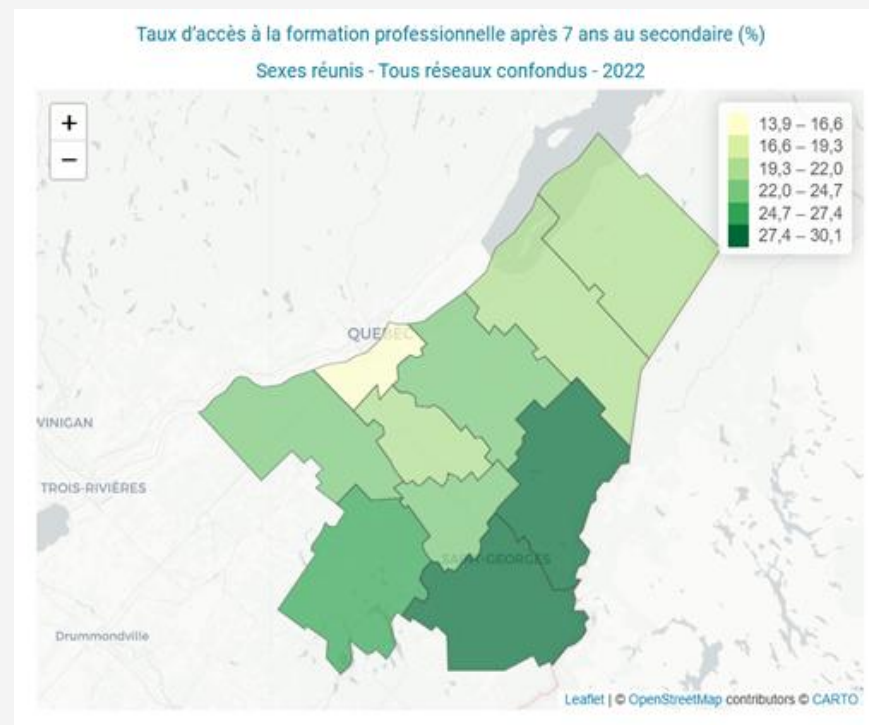 Taux d'accès à la formation professionnelle après 7 ans au secondaire (%)
Sexes réunis - Tous réseaux confondus - 2022
+
−
13,9 – 16,6
16,6 – 19,3
19,3 – 22,0
22,0 – 24,7
24,7 – 27,4
27,4 – 30,1
QUEBEC
VINIGAN
TROIS-RIVIÈRES
SAINT-GEORGES
Drummondville
Leaflet | © OpenStreetMap contributors © CARTO